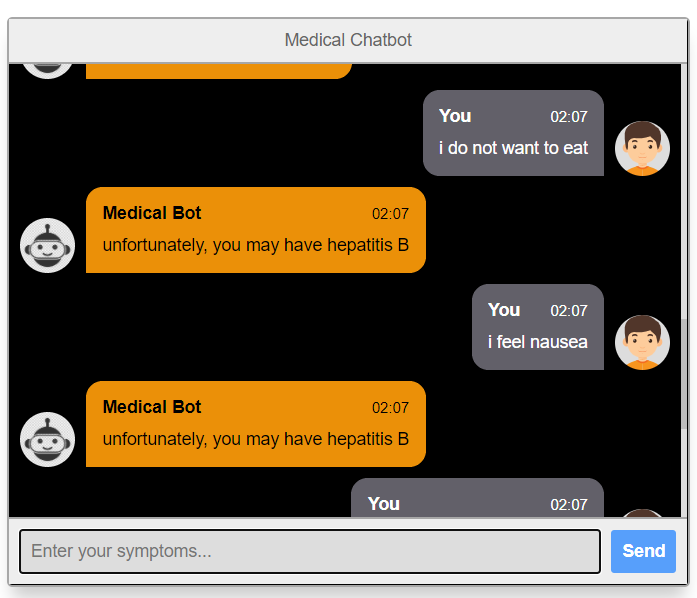 Medical Chatbot
You 02:07
i do not want to eat
Medical Bot 02:07
unfortunately, you may have hepatitis B
You 02:07
i feel nausea
Medical Bot 02:07
unfortunately, you may have hepatitis B
You 02:07
Enter your symptoms...
Send